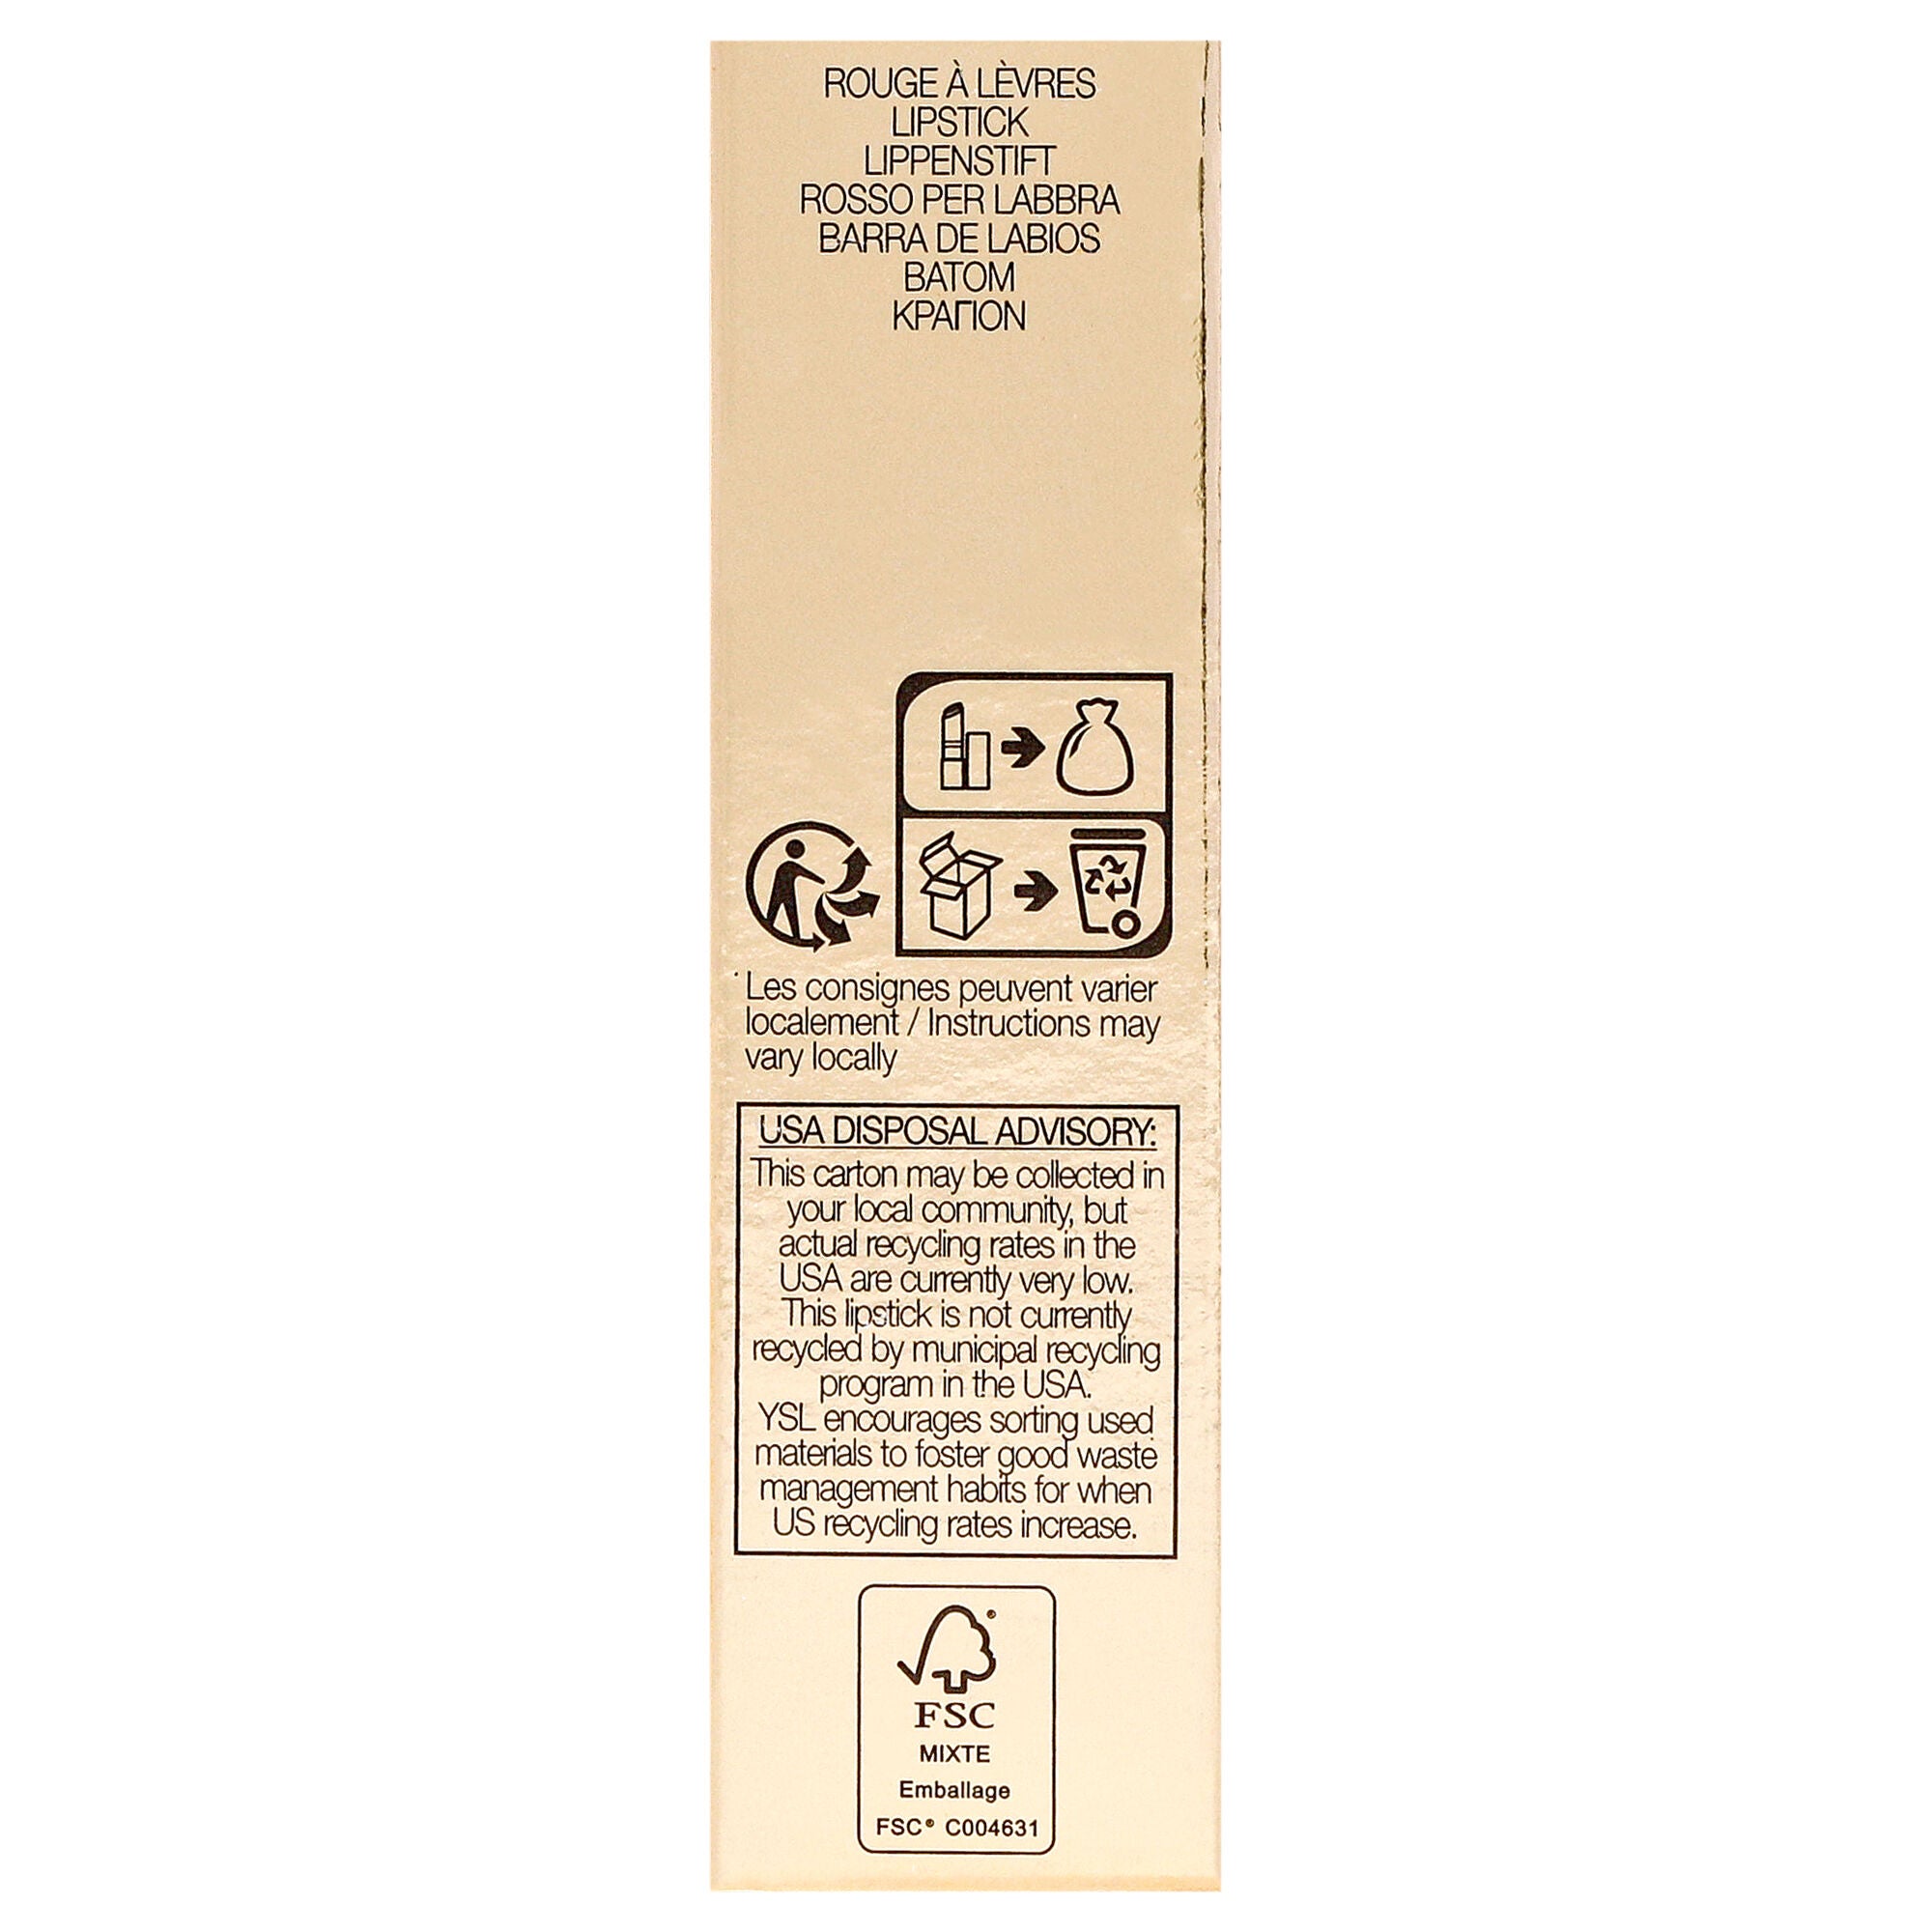 ROUGE À LÈVRES
LIPSTICK
LIPPENSTIFT
ROSSO PER LABBRA
BARRA DE LABIOS
BATOM
ΚΡΑΓΙΟΝ
Les consignes peuvent varier
localement / Instructions may
vary locally
USA DISPOSAL ADVISORY:
This carton may be collected in
your local community, but
actual recycling rates in the
USA are currently very low.
This lipstick is not currently
recycled by municipal recycling
program in the USA.
YSL encourages sorting used
materials to foster good waste
management habits for when
US recycling rates increase.
®
FSC
MIXTE
Emballage
FSC® C004631